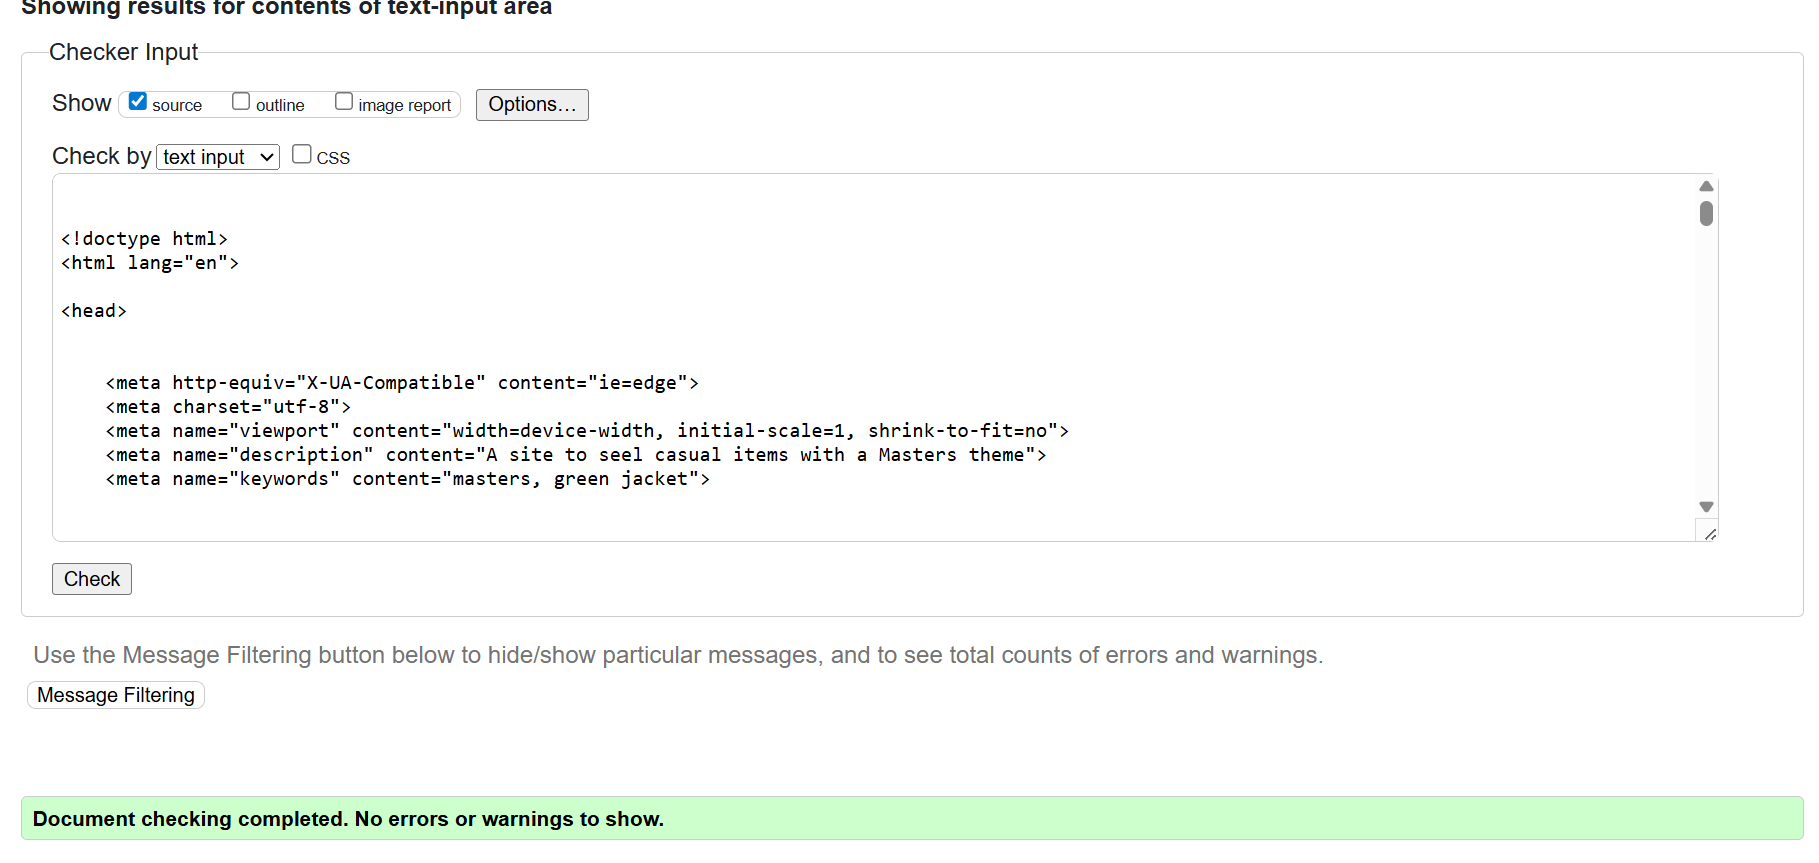 Showing results for contents of text-input area
Checker Input
Show source outline image report Options...
Check by text input CSS
<!doctype html>
<html lang="en">
<head>
<meta http-equiv="X-UA-Compatible" content="ie=edge">
<meta charset="utf-8">
<meta name="viewport" content="width=device-width, initial-scale=1, shrink-to-fit=no">
<meta name="description" content="A site to seel casual items with a Masters theme">
<meta name="keywords" content="masters, green jacket">
Check
Use the Message Filtering button below to hide/show particular messages, and to see total counts of errors and warnings.
Message Filtering
Document checking completed. No errors or warnings to show.